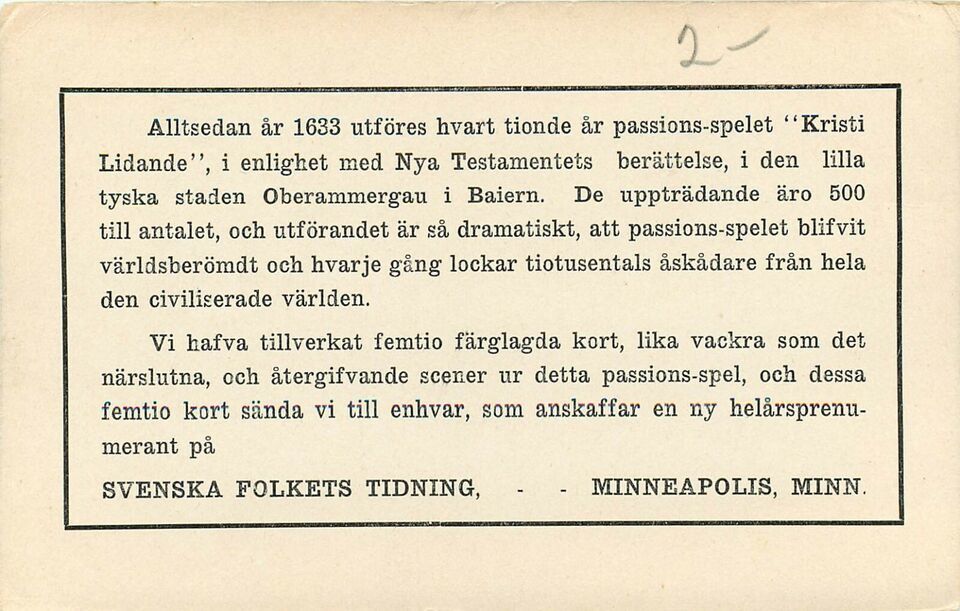 2-
Alltsedan år 1633 utföres hvart tionde år passions-spelet "Kristi
Lidande", i enlighet med Nya Testamentets berättelse, i den lilla
tyska staden Oberammergau i Baiern. De uppträdande äro 500
till antalet, och utförandet är så dramatiskt, att passions-spelet blifvit
världsberömdt och hvarje gång lockar tiotusentals åskådare från hela
den civiliserade världen.
Vi hafva tillverkat femtio färglagda kort, lika vackra som det
närslutna, och återgifvande scener ur detta passions-spel, och dessa
femtio kort sända vi till enhvar, som anskaffar en ny helårsprenu-
merant på
SVENSKA FOLKETS TIDNING, - - MINNEAPOLIS, MINN.